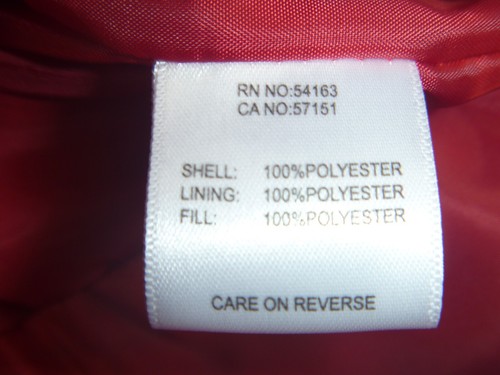 RN NO:54163
CA NO:57151
SHELL: 100%POLYESTER
LINING: 100%POLYESTER
FILL: 100%POLYESTER
CARE ON REVERSE